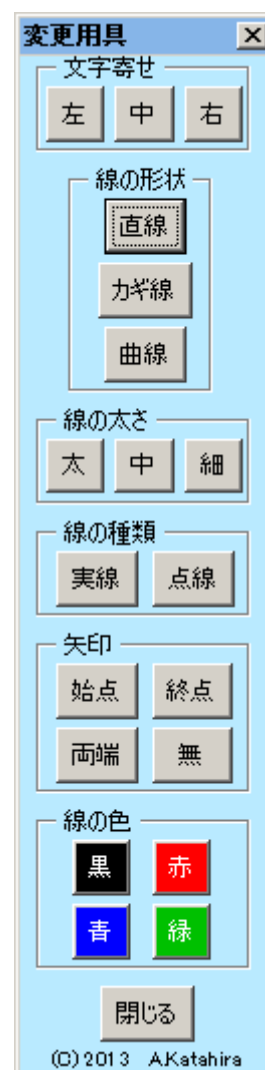 変更用具
文字寄せ
左 中 右
線の形状
直線
カギ線
曲線
線の太さ
太 中 細
線の種類
実線 点線
矢印
始点 終点
両端 無
線の色
黒 赤
青 緑
閉じる
(C)2013 A.Katahira